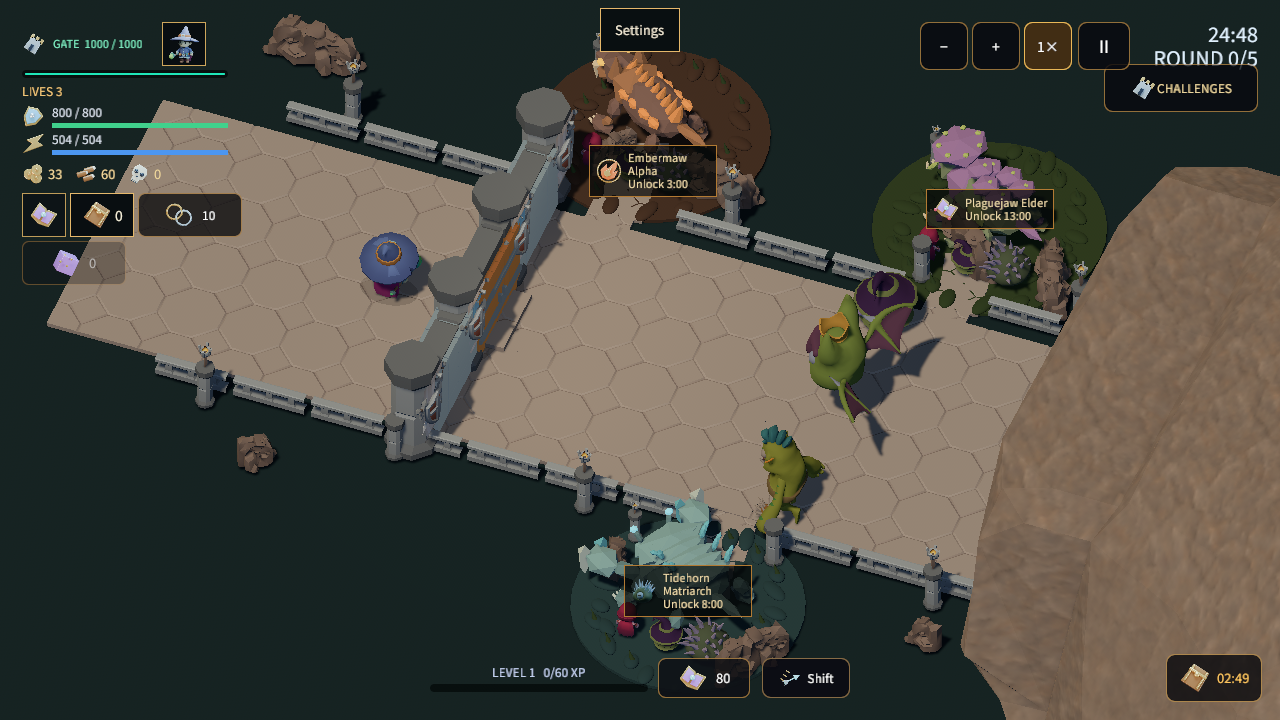 GATE 1000 / 1000
LIVES 3
800 / 800
504 / 504
33 60 0
0 10
0
Settings
− + 1× II
24:48
ROUND 0/5
CHALLENGES
Embermaw
Alpha
Unlock 3:00
Plaguejaw Elder
Unlock 13:00
Tidehorn
Matriarch
Unlock 8:00
LEVEL 1 0/60 XP
80
Shift
02:49